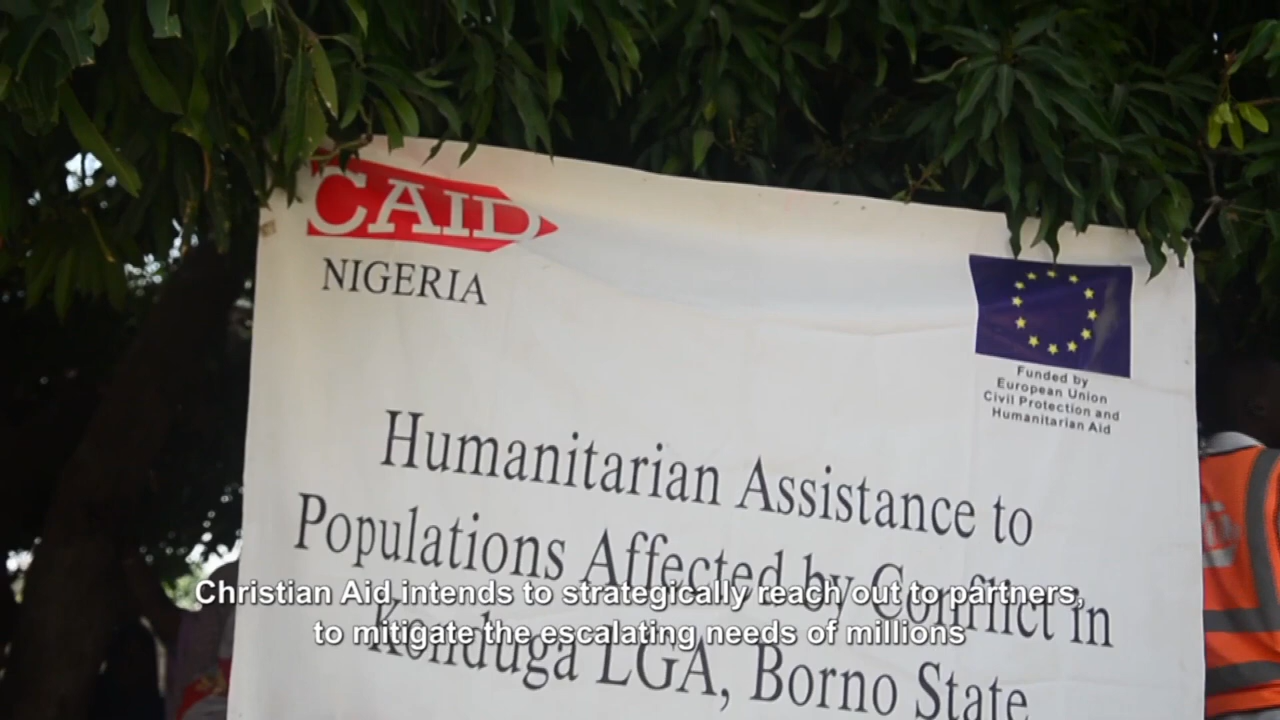 CAID
NIGERIA
Funded by
European Union
Civil Protection and
Humanitarian Aid
Humanitarian Assistance to
Populations Affected by Conflict in
Konduga LGA, Borno State
Christian Aid intends to strategically reach out to partners,
to mitigate the escalating needs of millions